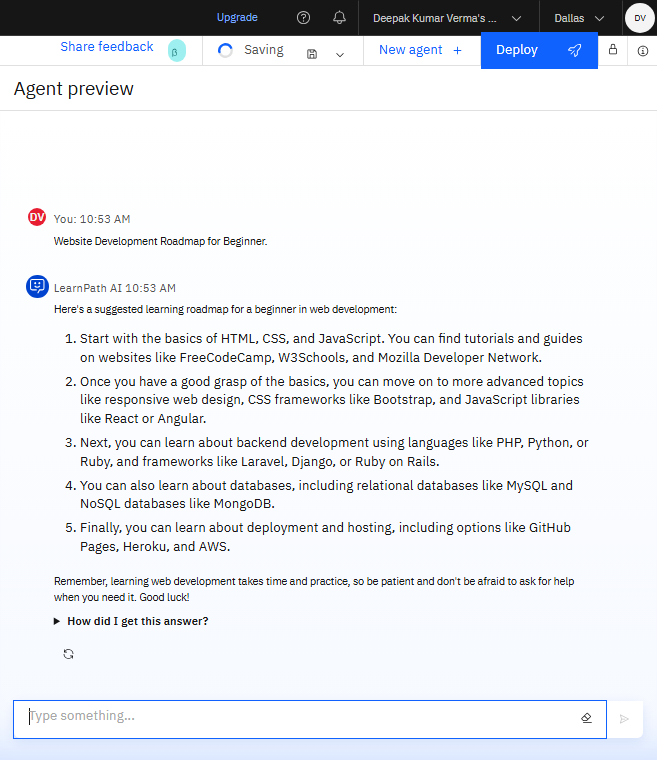 Upgrade Deepak Kumar Verma's ... Dallas DV
Share feedback β Saving New agent + Deploy
Agent preview
DV You: 10:53 AM
Website Development Roadmap for Beginner.
LearnPath AI 10:53 AM
Here's a suggested learning roadmap for a beginner in web development:
1. Start with the basics of HTML, CSS, and JavaScript. You can find tutorials and guides
on websites like FreeCodeCamp, W3Schools, and Mozilla Developer Network.
2. Once you have a good grasp of the basics, you can move on to more advanced topics
like responsive web design, CSS frameworks like Bootstrap, and JavaScript libraries
like React or Angular.
3. Next, you can learn about backend development using languages like PHP, Python, or
Ruby, and frameworks like Laravel, Django, or Ruby on Rails.
4. You can also learn about databases, including relational databases like MySQL and
NoSQL databases like MongoDB.
5. Finally, you can learn about deployment and hosting, including options like GitHub
Pages, Heroku, and AWS.
Remember, learning web development takes time and practice, so be patient and don't be afraid to ask for help
when you need it. Good luck!
How did I get this answer?
Type something...